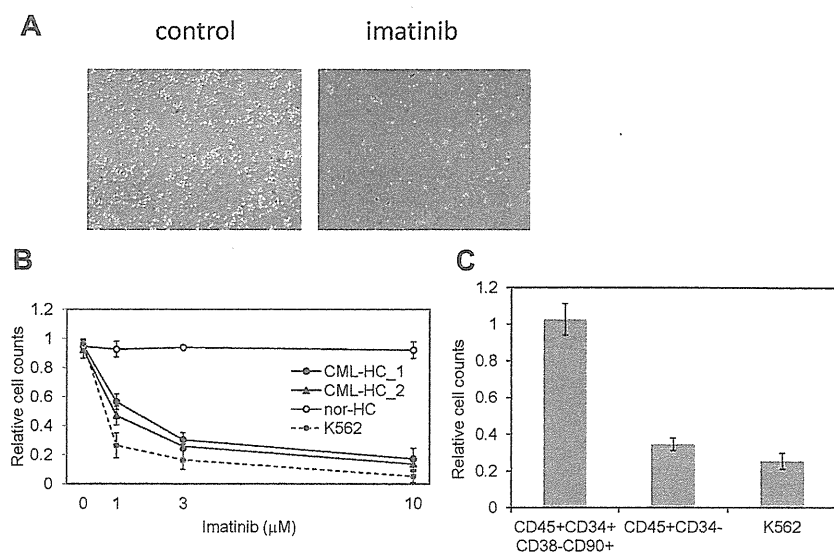 A
control
imatinib
B
Relative cell counts
1.2
1
0.8
0.6
0.4
0.2
0
0
1
3
10
Imatinib (μM)
CML-HC_1
CML-HC_2
nor-HC
K562
C
Relative cell counts
1.2
1
0.8
0.6
0.4
0.2
0
CD45+CD34+
CD38-CD90+
CD45+CD34-
K562